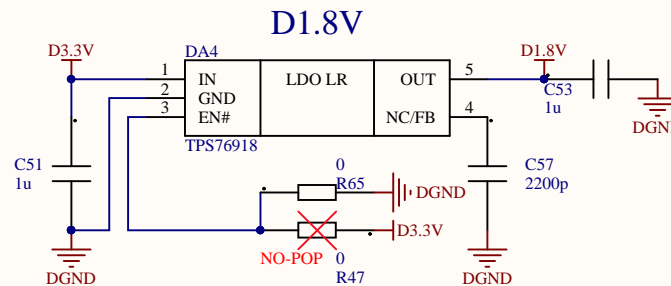 D1.8V
D3.3V
DA4
D1.8V
1
IN
LDO LR
OUT
5
C53
2
GND
1u
3
EN#
NC/FB
4
DGND
TPS76918
C51
1u
0
R65
DGND
C57
2200p
D3.3V
NO-POP
0
R47
DGND
DGND